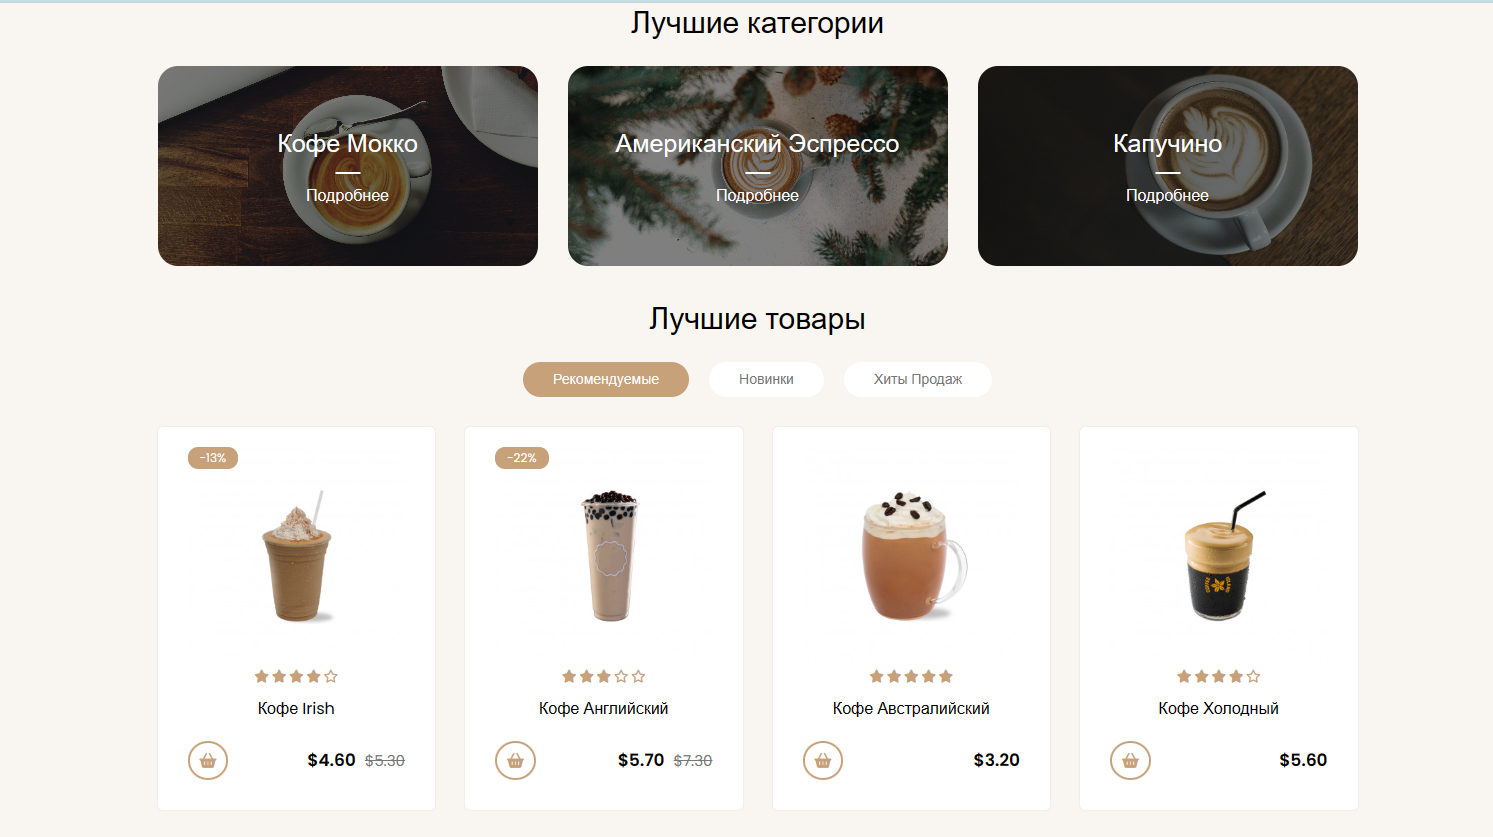 Лучшие категории
Кофе Мокко
Подробнее
Американский Эспрессо
Подробнее
Капучино
Подробнее
Лучшие товары
Рекомендуемые
Новинки
Хиты Продаж
-13%
Кофе Irish
$4.60 $5.30
-22%
Кофе Английский
$5.70 $7.30
Кофе Австралийский
$3.20
Кофе Холодный
$5.60